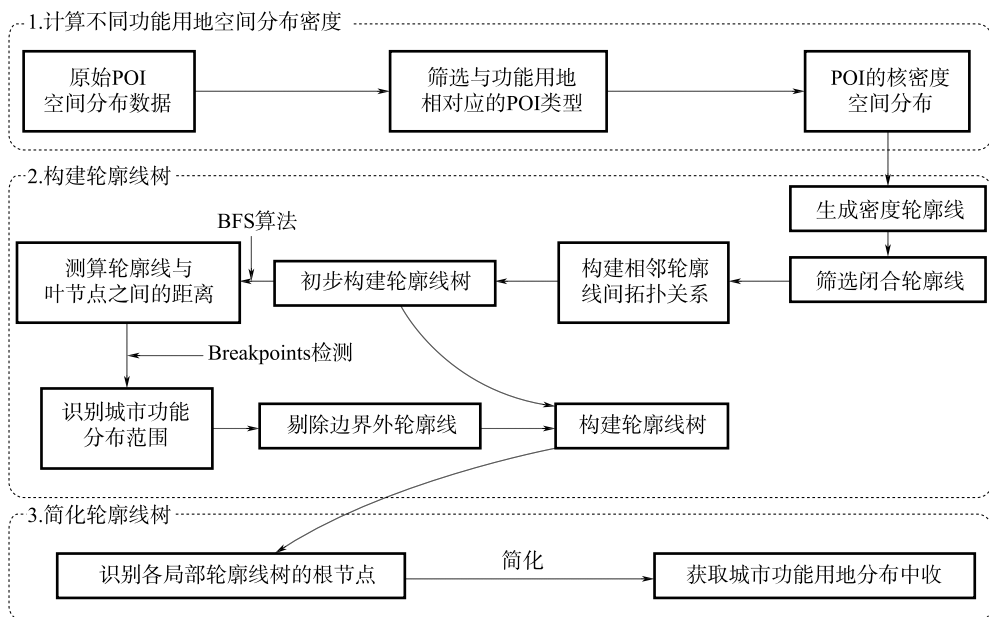 1.计算不同功能用地空间分布密度
原始POI
空间分布数据
筛选与功能用地
相对应的POI类型
POI的核密度
空间分布
2.构建轮廓线树
生成密度轮廓线
BFS算法
测算轮廓线与
叶节点之间的距离
初步构建轮廓线树
构建相邻轮廓
线间拓扑关系
筛选闭合轮廓线
Breakpoints检测
识别城市功能
分布范围
剔除边界外轮廓线
构建轮廓线树
3.简化轮廓线树
识别各局部轮廓线树的根节点
简化
获取城市功能用地分布中收